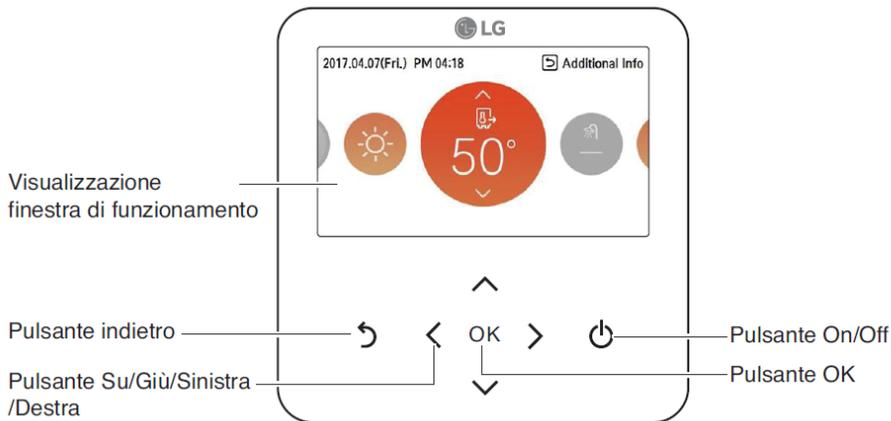 LG
2017.04.07(Fri.) PM 04:18
Additional Info
50°
Visualizzazione
finestra di funzionamento
Pulsante indietro
OK
Pulsante On/Off
Pulsante OK
Pulsante Su/Giù/Sinistra
/Destra